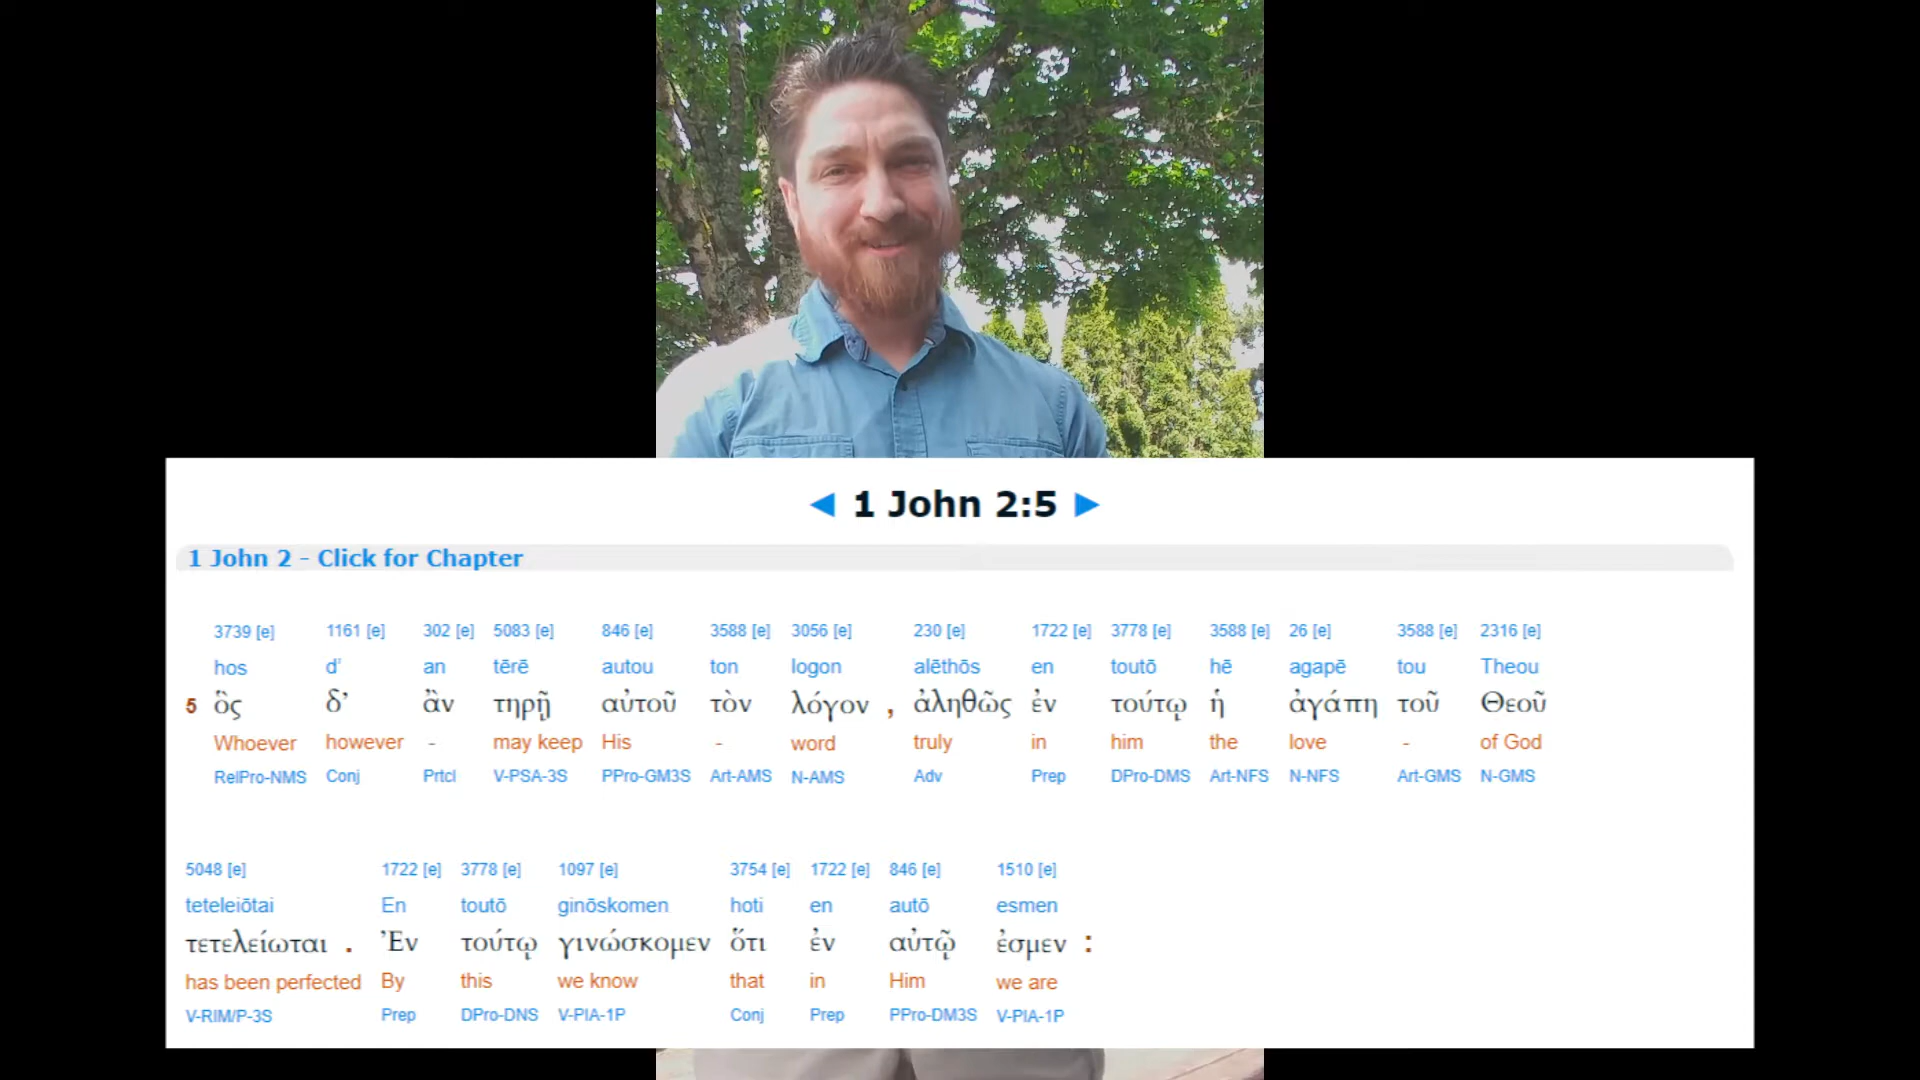 ◄ 1 John 2:5 ►
1 John 2 - Click for Chapter
3739 [e] 1161 [e] 302 [e] 5083 [e] 846 [e] 3588 [e] 3056 [e] 230 [e] 1722 [e] 3778 [e] 3588 [e] 26 [e] 3588 [e] 2316 [e]
hos d' an tērē autou ton logon alēthōs en toutō hē agapē tou Theou
5 ὃς δ’ ἂν τηρῇ αὐτοῦ τὸν λόγον , ἀληθῶς ἐν τούτῳ ἡ ἀγάπη τοῦ Θεοῦ
Whoever however - may keep His - word truly in him the love - of God
RelPro-NMS Conj Prtcl V-PSA-3S PPro-GM3S Art-AMS N-AMS Adv Prep DPro-DMS Art-NFS N-NFS Art-GMS N-GMS
5048 [e] 1722 [e] 3778 [e] 1097 [e] 3754 [e] 1722 [e] 846 [e] 1510 [e]
teteleiōtai En toutō ginōskomen hoti en autō esmen
τετελείωται . Ἐν τούτῳ γινώσκομεν ὅτι ἐν αὐτῷ ἐσμεν :
has been perfected By this we know that in Him we are
V-RIM/P-3S Prep DPro-DNS V-PIA-1P Conj Prep PPro-DM3S V-PIA-1P